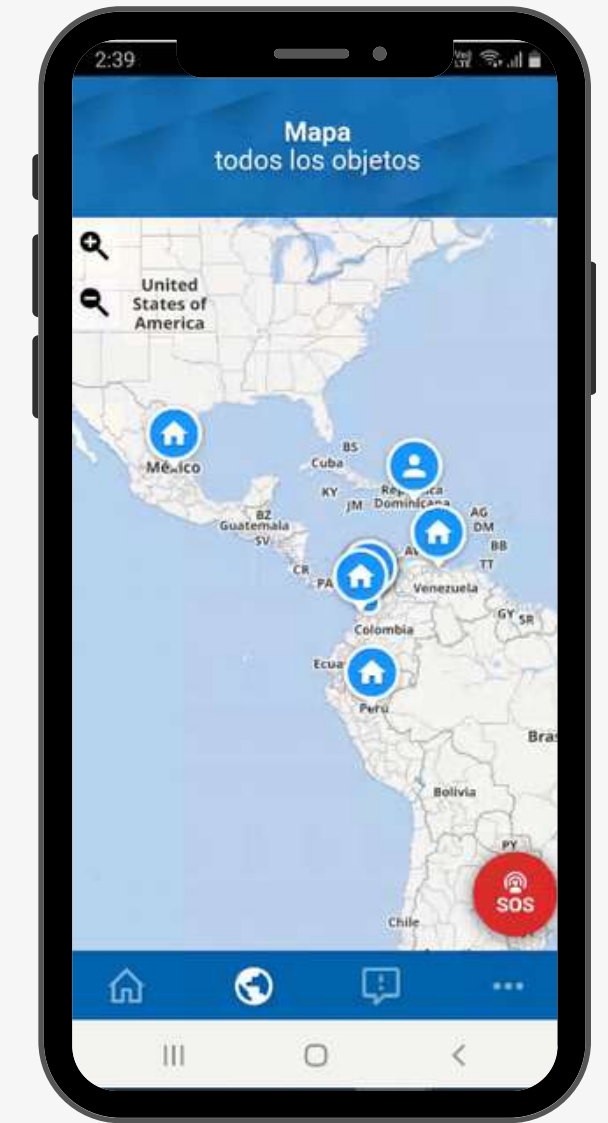 2:39
Mapa
todos los objetos
United
States of
America
México
BS
Cuba
KY
JM
Dominicana
AG
DM
BB
TT
BZ
Guatemala
SV
CR
PA
Venezuela
GY
SR
Colombia
Ecua
Perú
Bras
Bolivia
PY
SOS
Chile